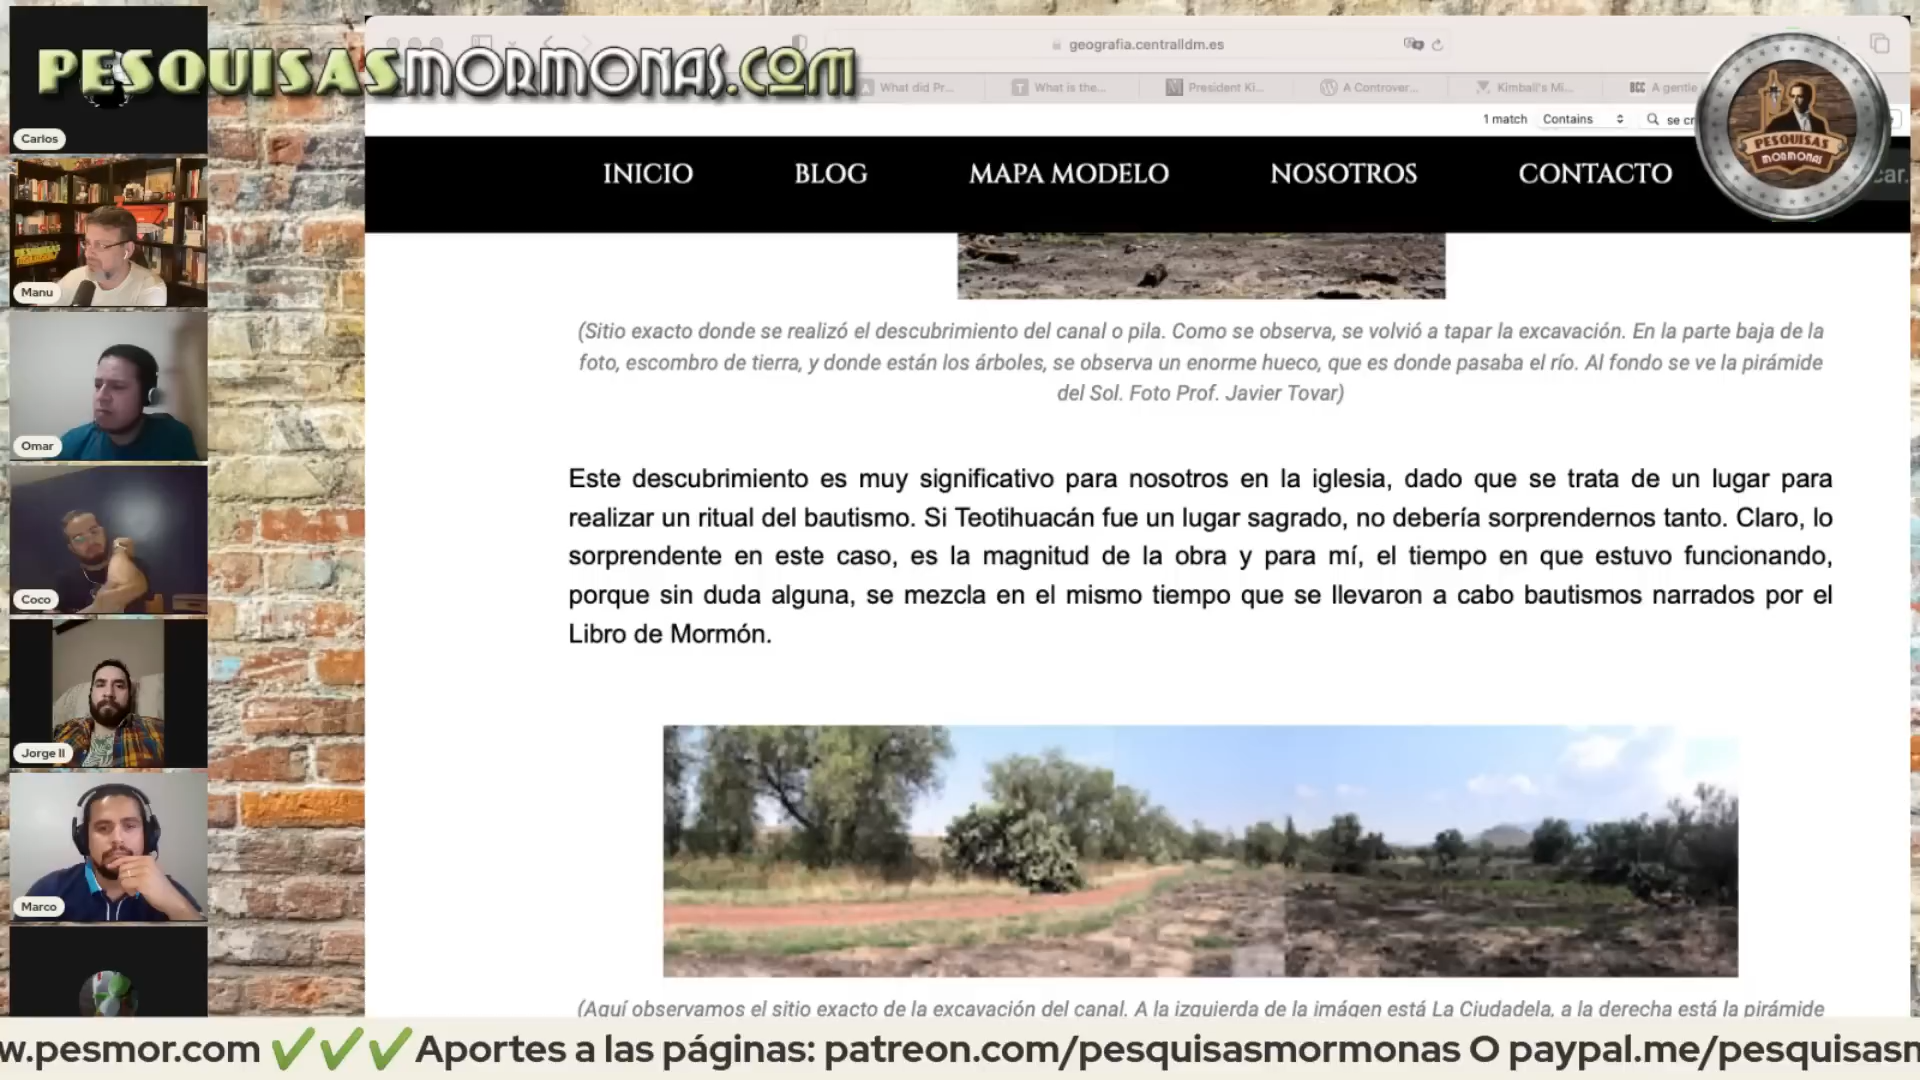 PESQUISASMORMONAS.COM
geografia.centralldm.es
What did Pr...
What is the...
President Ki...
A Controver...
Kimball's Mi...
BCC A gentle
1 match Contains se cr
INICIO BLOG MAPA MODELO NOSOTROS CONTACTO
PESQUISAS
MORMONAS
Carlos
Manu
Omar
Coco
Jorge II
Marco
(Sitio exacto donde se realizó el descubrimiento del canal o pila. Como se observa, se volvió a tapar la excavación. En la parte baja de la
foto, escombro de tierra, y donde están los árboles, se observa un enorme hueco, que es donde pasaba el río. Al fondo se ve la pirámide
del Sol. Foto Prof. Javier Tovar)
Este descubrimiento es muy significativo para nosotros en la iglesia, dado que se trata de un lugar para
realizar un ritual del bautismo. Si Teotihuacán fue un lugar sagrado, no debería sorprendernos tanto. Claro, lo
sorprendente en este caso, es la magnitud de la obra y para mí, el tiempo en que estuvo funcionando,
porque sin duda alguna, se mezcla en el mismo tiempo que se llevaron a cabo bautismos narrados por el
Libro de Mormón.
(Aquí observamos el sitio exacto de la excavación del canal. A la izquierda de la imágen está La Ciudadela, a la derecha está la pirámide
w.pesmor.com ✓✓✓ Aportes a las páginas: patreon.com/pesquisasmormonas O paypal.me/pesquisasm